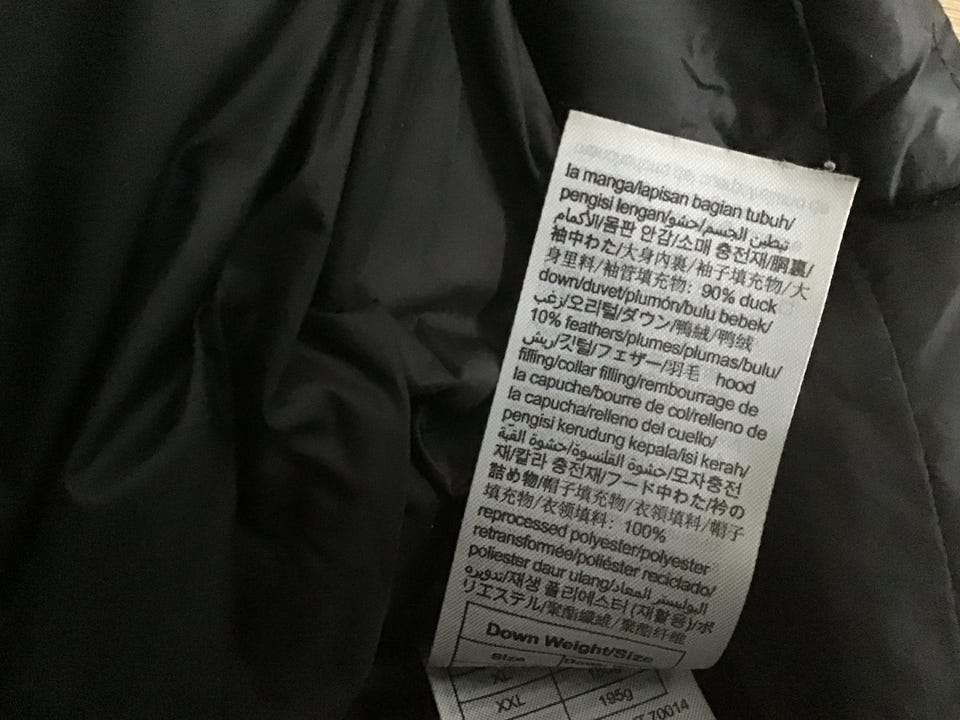 la manga/lapisan bagian tubuh/
pengisi lengan/تبطين الجسم/حشو
الأكمام/몸판 안감/소매 충전재/胴裏/
袖中わた/大身内裏/袖子填充物/大
身里料/袖管填充物: 90% duck
down/duvet/plumón/bulu bebek/
زغب/오리털/ダウン/鴨絨/鸭绒
10% feathers/plumes/plumas/bulu/
ريش/깃털/フェザー/羽毛 hood
filling/collar filling/rembourrage de
la capuche/bourre de col/relleno de
la capucha/relleno del cuello/
pengisi kerudung kepala/isi kerah/
حشوة القلنسوة/حشوة القبة/모자충전
재/칼라 충전재/フード中わた/衿の
詰め物/帽子填充物/衣領填料/帽子
填充物/衣领填料: 100%
reprocessed polyester/polyester
retransformée/poliéster reciclado/
poliester daur ulang/البوليستر المعاد
تدويره/재생 폴리에스터 (재활용)/ポ
リエステル/聚酯纖維/聚酯纤维
Down Weight/Size
Size
XL
XXL 195g
70014